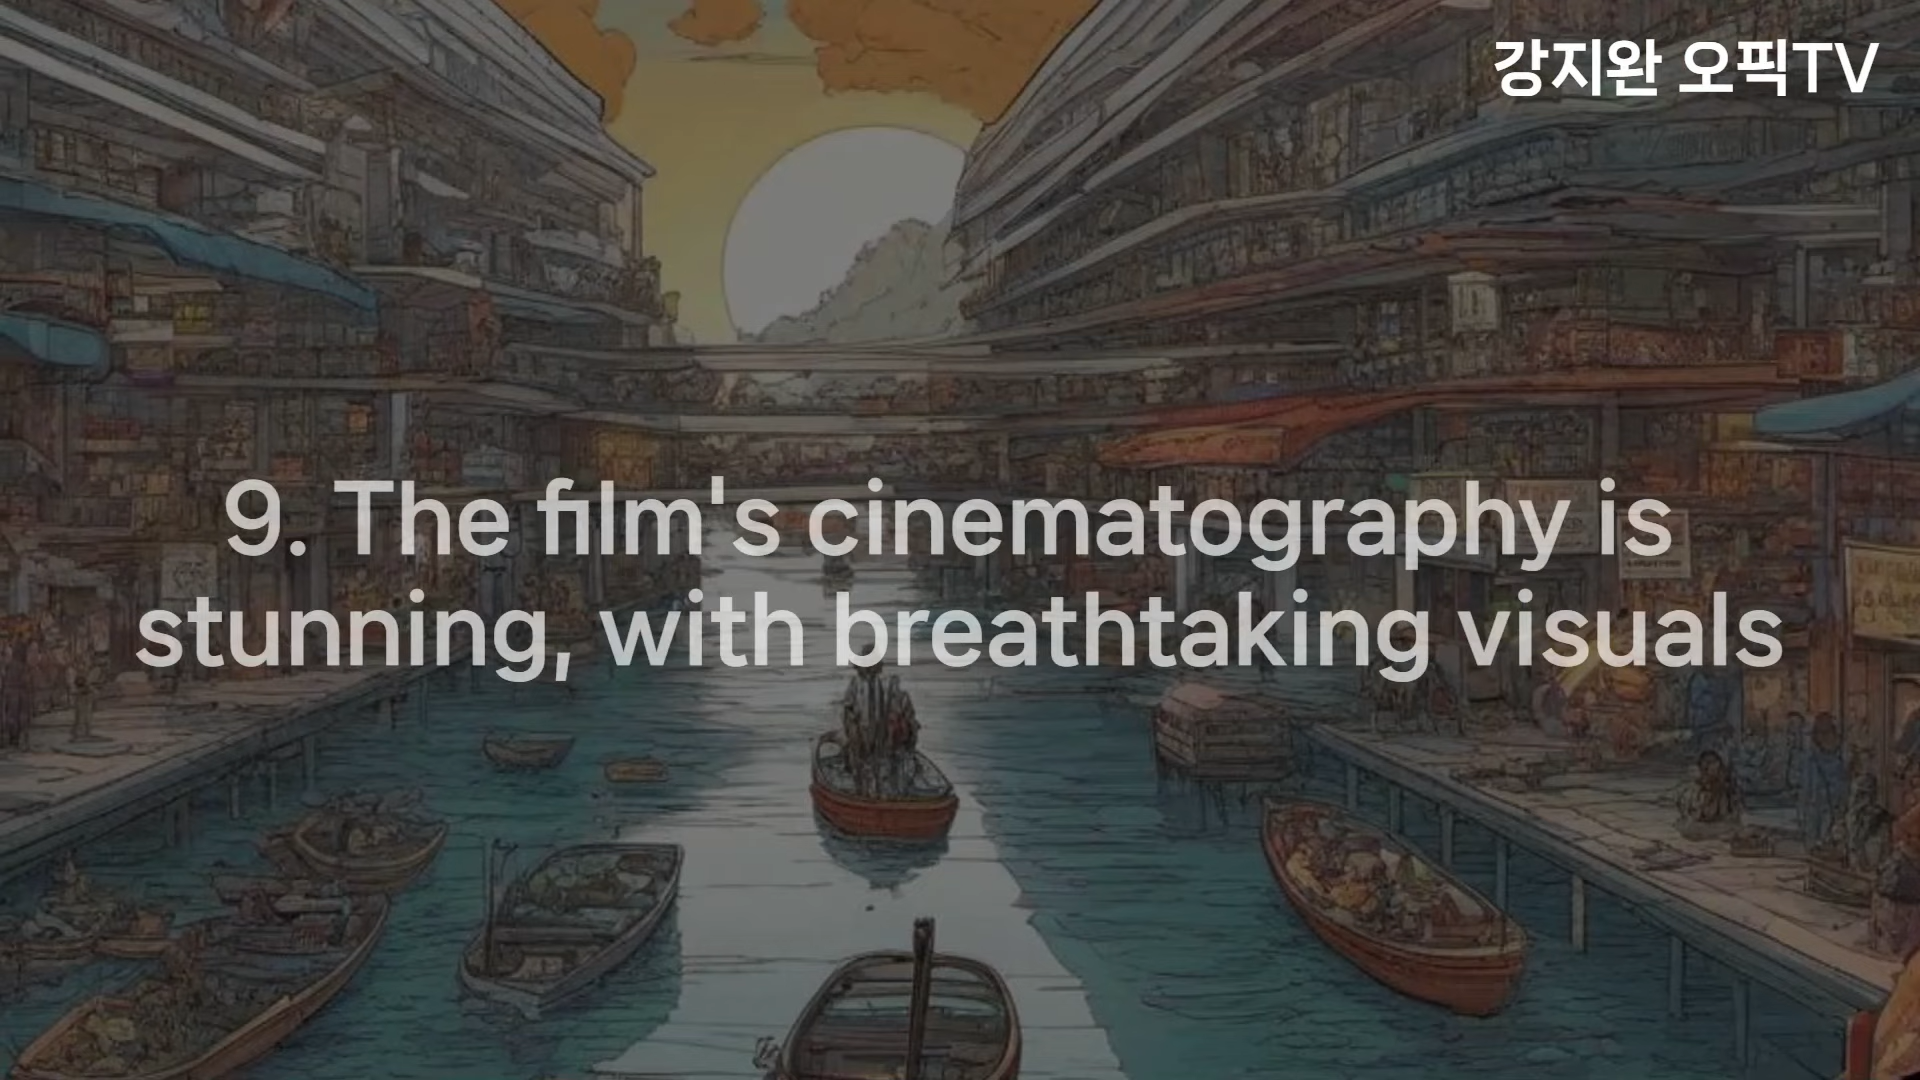 강지완 오픽TV
9. The film's cinematography is
stunning, with breathtaking visuals